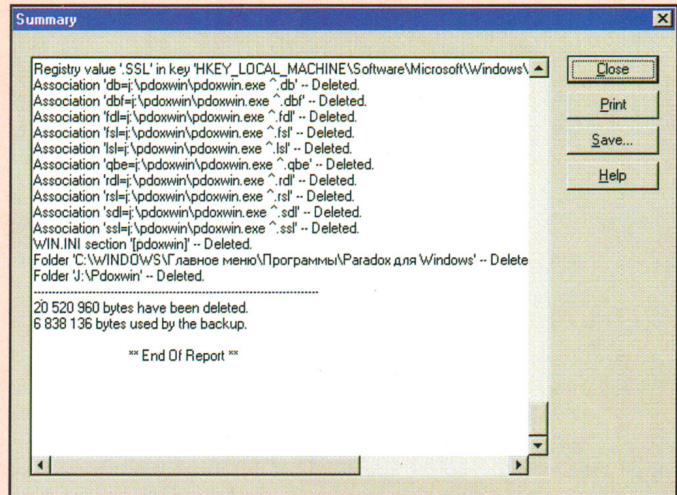 Summary
Registry value '.SSL' in key 'HKEY_LOCAL_MACHINE\Software\Microsoft\Windows\
Association 'db=j:\pdoxwin\pdoxwin.exe ^.db' -- Deleted.
Association 'dbf=j:\pdoxwin\pdoxwin.exe ^.dbf' -- Deleted.
Association 'fdl=j:\pdoxwin\pdoxwin.exe ^.fdl' -- Deleted.
Association 'fsl=j:\pdoxwin\pdoxwin.exe ^.fsl' -- Deleted.
Association 'lsl=j:\pdoxwin\pdoxwin.exe ^.lsl' -- Deleted.
Association 'qbe=j:\pdoxwin\pdoxwin.exe ^.qbe' -- Deleted.
Association 'rdl=j:\pdoxwin\pdoxwin.exe ^.rdl' -- Deleted.
Association 'rsl=j:\pdoxwin\pdoxwin.exe ^.rsl' -- Deleted.
Association 'sdl=j:\pdoxwin\pdoxwin.exe ^.sdl' -- Deleted.
Association 'ssl=j:\pdoxwin\pdoxwin.exe ^.ssl' -- Deleted.
WIN.INI section '[pdoxwin]' -- Deleted.
Folder 'C:\WINDOWS\Главное меню\Программы\Paradox для Windows' -- Delete
Folder 'J:\Pdoxwin' -- Deleted.
--------------------------------------------------------------------
20 520 960 bytes have been deleted.
6 838 136 bytes used by the backup.
** End Of Report **
Close
Print
Save...
Help